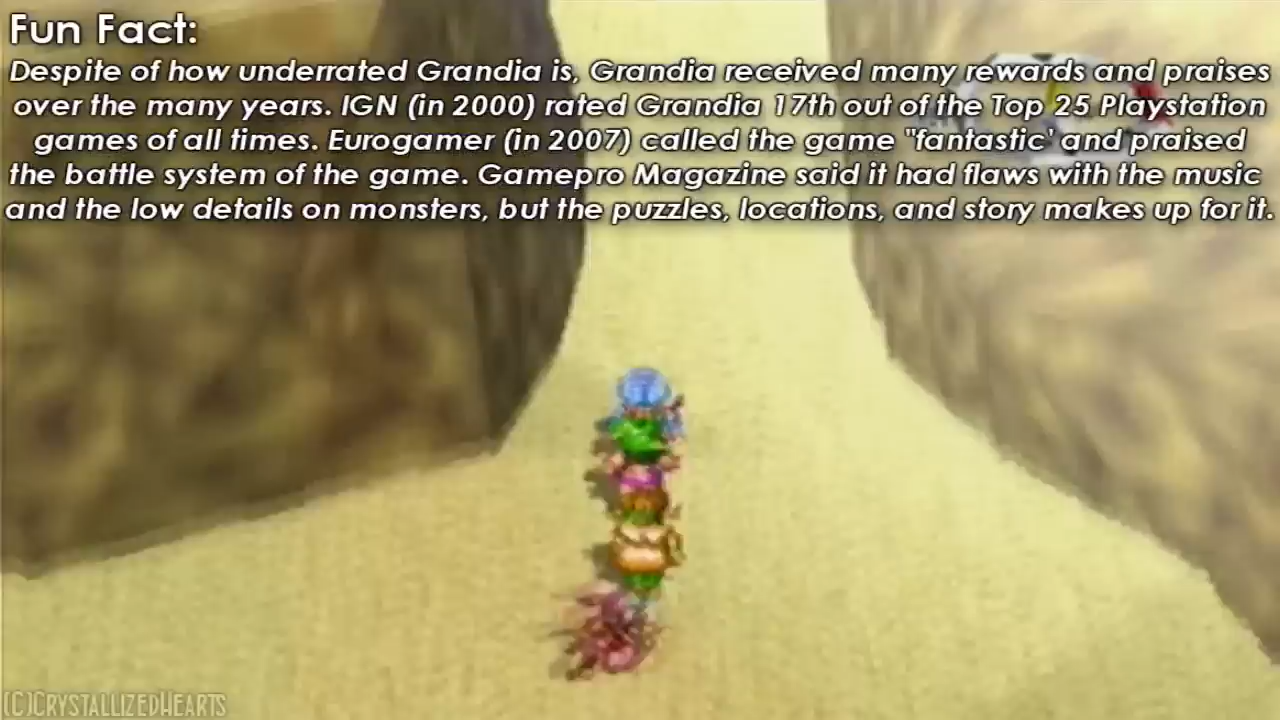 Fun Fact:
Despite of how underrated Grandia is, Grandia received many rewards and praises
over the many years. IGN (in 2000) rated Grandia 17th out of the Top 25 Playstation
games of all times. Eurogamer (in 2007) called the game "fantastic' and praised
the battle system of the game. Gamepro Magazine said it had flaws with the music
and the low details on monsters, but the puzzles, locations, and story makes up for it.
(C)CRYSTALLIZEDHEARTS